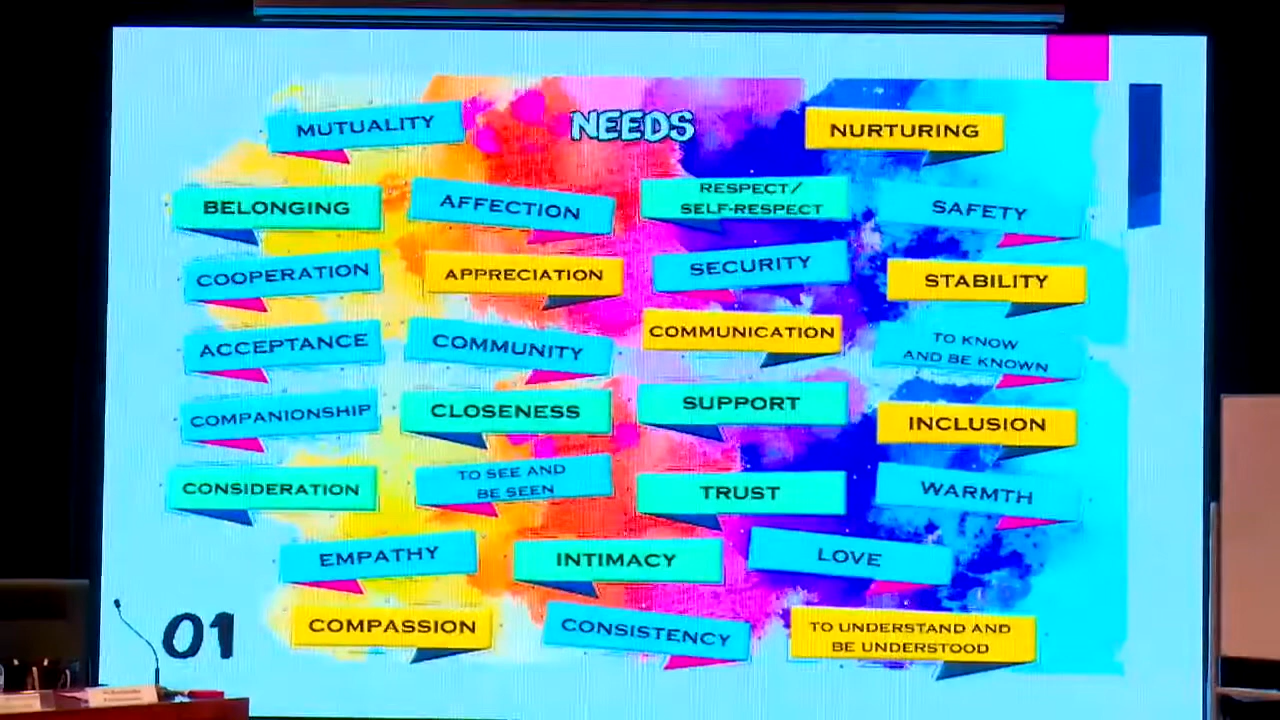 NEEDS
MUTUALITY
NURTURING
BELONGING
AFFECTION
RESPECT/
SELF-RESPECT
SAFETY
COOPERATION
APPRECIATION
SECURITY
STABILITY
ACCEPTANCE
COMMUNITY
COMMUNICATION
TO KNOW
AND BE KNOWN
COMPANIONSHIP
CLOSENESS
SUPPORT
INCLUSION
CONSIDERATION
TO SEE AND
BE SEEN
TRUST
WARMTH
EMPATHY
INTIMACY
LOVE
COMPASSION
CONSISTENCY
TO UNDERSTAND AND
BE UNDERSTOOD
01